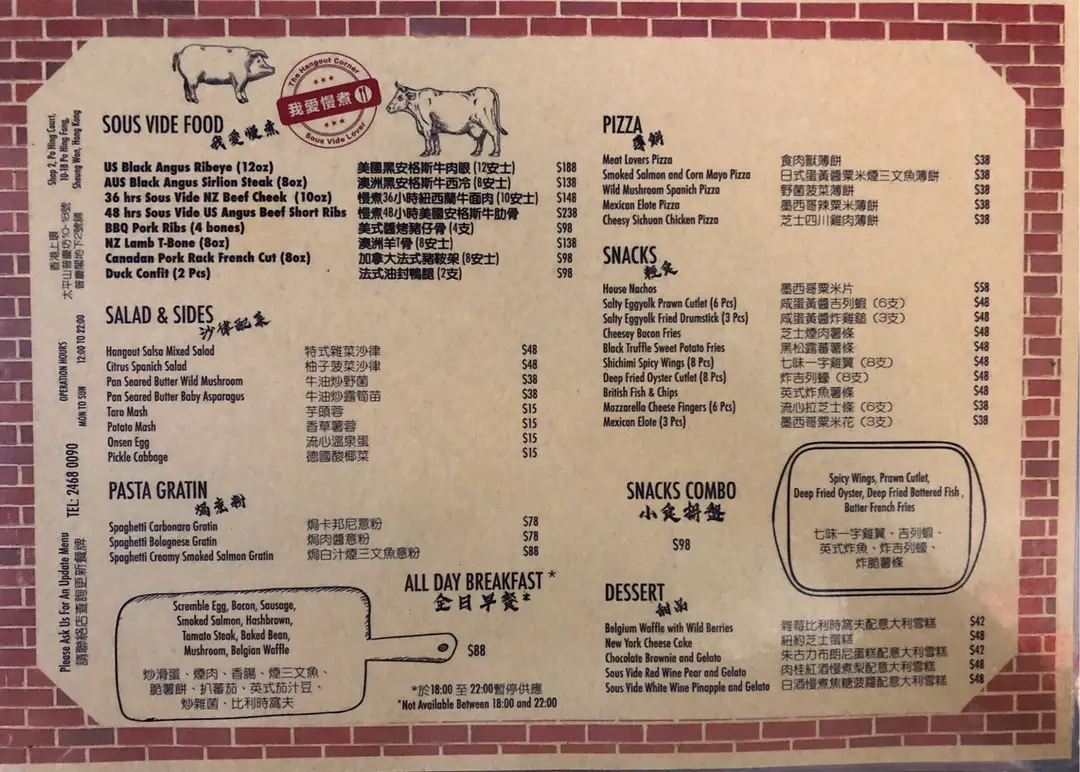 Shop 2, Po Hing Court,
10-18 Po Hing Fong,
Sheung Wan, Hong Kong
香港上環
太平山普慶坊10-18號
普慶閣地下2號舖
OPERATION HOURS
MON TO SUN 12:00 TO 22:00
TEL: 2468 0090
Please Ask Us For An Update Menu
請聯絡店查詢更新餐牌
The Hangout Corner
我愛慢煮
Sous Vide Lover
SOUS VIDE FOOD
我愛慢煮
US Black Angus Ribeye (12oz) 美國黑安格斯牛肉眼 (12安士) $188
AUS Black Angus Sirlion Steak (8oz) 澳洲黑安格斯牛西冷 (8安士) $138
36 hrs Sous Vide NZ Beef Cheek (10oz) 慢煮36小時紐西蘭牛面肉 (10安士) $148
48 hrs Sous Vide US Angus Beef Short Ribs 慢煮48小時美國安格斯牛肋骨 $238
BBQ Pork Ribs (4 bones) 美式醬烤豬仔骨 (4支) $98
NZ Lamb T-Bone (8oz) 澳洲羊T骨 (8安士) $138
Canadan Pork Rack French Cut (8oz) 加拿大法式豬鞍架 (8安士) $98
Duck Confit (2 Pcs) 法式油封鴨腿 (2支) $98
SALAD & SIDES
沙律配菜
Hangout Salsa Mixed Salad 特式雜菜沙律 $48
Citrus Spanich Salad 柚子菠菜沙律 $48
Pan Seared Butter Wild Mushroom 牛油炒野菌 $38
Pan Seared Butter Baby Asparagus 牛油炒露筍苗 $38
Taro Mash 芋頭蓉 $15
Potato Mash 香草薯蓉 $15
Onsen Egg 流心溫泉蛋 $15
Pickle Cabbage 德國酸椰菜 $15
PASTA GRATIN
焗意粉
Spaghetti Carbonara Gratin 焗卡邦尼意粉 $78
Spaghetti Bolognese Gratin 焗肉醬意粉 $78
Spaghetti Creamy Smoked Salmon Gratin 焗白汁煙三文魚意粉 $88
ALL DAY BREAKFAST *
全日早餐*
Scremble Egg, Bacon, Sausage,
Smoked Salmon, Hashbrown,
Tomato Steak, Baked Bean,
Mushroom, Belgian Waffle
炒滑蛋、煙肉、香腸、煙三文魚、
脆薯餅、扒蕃茄、英式茄汁豆、
炒雜菌、比利時窩夫
$88
*於18:00 至 22:00暫停供應
*Not Available Between 18:00 and 22:00
PIZZA
薄餅
Meat Lovers Pizza 食肉獸薄餅 $38
Smoked Salmon and Corn Mayo Pizza 日式蛋黃醬粟米煙三文魚薄餅 $38
Wild Mushroom Spanich Pizza 野菌菠菜薄餅 $38
Mexican Elote Pizza 墨西哥辣粟米薄餅 $38
Cheesy Sichuan Chicken Pizza 芝士四川雞肉薄餅 $38
SNACKS
輕食
House Nachos 墨西哥粟米片 $58
Salty Eggyolk Prawn Cutlet (6 Pcs) 咸蛋黃醬吉列蝦（6支） $48
Salty Eggyolk Fried Drumstick (3 Pcs) 咸蛋黃醬炸雞鎚（3支） $48
Cheesey Bacon Fries 芝士煙肉薯條 $48
Black Truffle Sweet Potato Fries 黑松露蕃薯條 $48
Shichimi Spicy Wings (8 Pcs) 七味一字雞翼（8支） $48
Deep Fried Oyster Cutlet (8 Pcs) 炸吉列蠔（8支） $48
British Fish & Chips 英式炸魚薯條 $48
Mozzarella Cheese Fingers (6 Pcs) 流心拉芝士條（6支） $38
Mexican Elote (3 Pcs) 墨西哥粟米花（3支） $38
SNACKS COMBO
小食拼盤
$98
Spicy Wings, Prawn Cutlet,
Deep Fried Oyster, Deep Fried Battered Fish ,
Batter French Fries
七味一字雞翼、吉列蝦、
英式炸魚、炸吉列蠔、
炸脆薯條
DESSERT
甜品
Belgium Waffle with Wild Berries 雜莓比利時窩夫配意大利雪糕 $42
New York Cheese Cake 紐約芝士蛋糕 $48
Chocolate Brownie and Gelato 朱古力布朗尼蛋糕配意大利雪糕 $42
Sous Vide Red Wine Pear and Gelato 肉桂紅酒慢煮梨配意大利雪糕 $48
Sous Vide White Wine Pinapple and Gelato 白酒慢煮焦糖菠蘿配意大利雪糕 $48